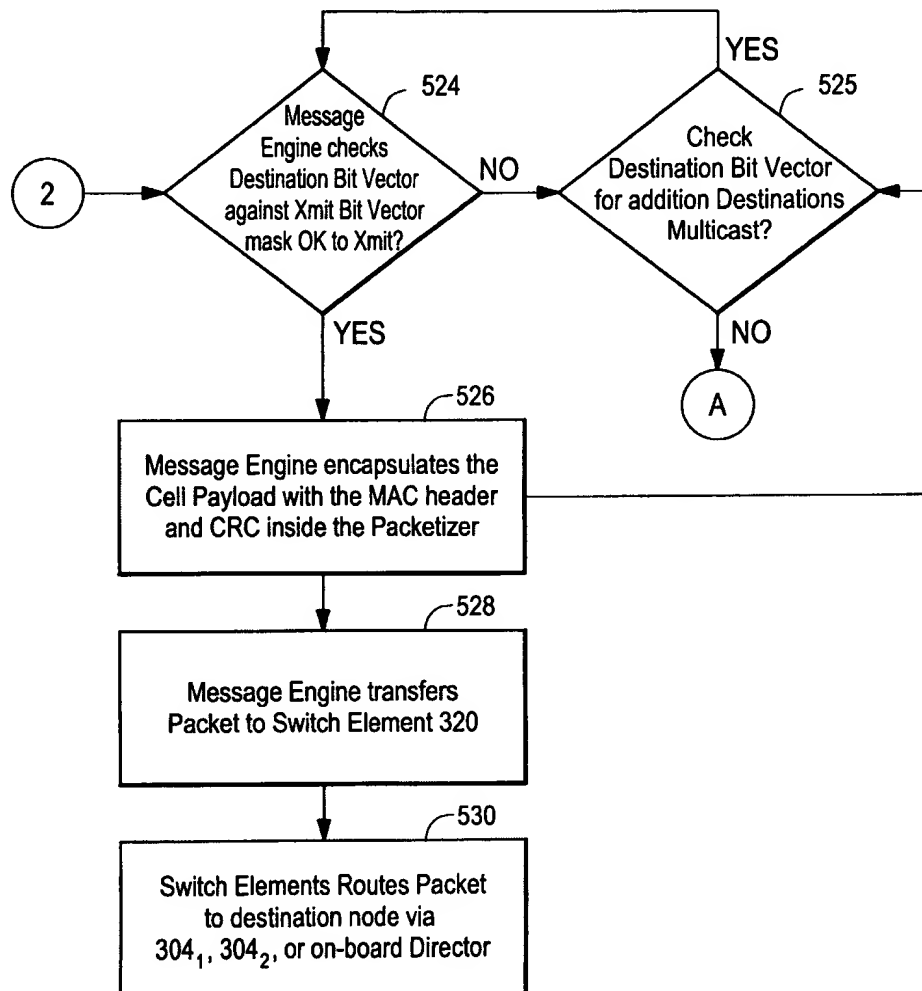 YES
524
525
Message
Engine checks
Destination Bit Vector
against Xmit Bit Vector
mask OK to Xmit?
NO
Check
Destination Bit Vector
for addition Destinations
Multicast?
2
YES
NO
A
526
Message Engine encapsulates the
Cell Payload with the MAC header
and CRC inside the Packetizer
528
Message Engine transfers
Packet to Switch Element 320
530
Switch Elements Routes Packet
to destination node via
304₁, 304₂, or on-board Director